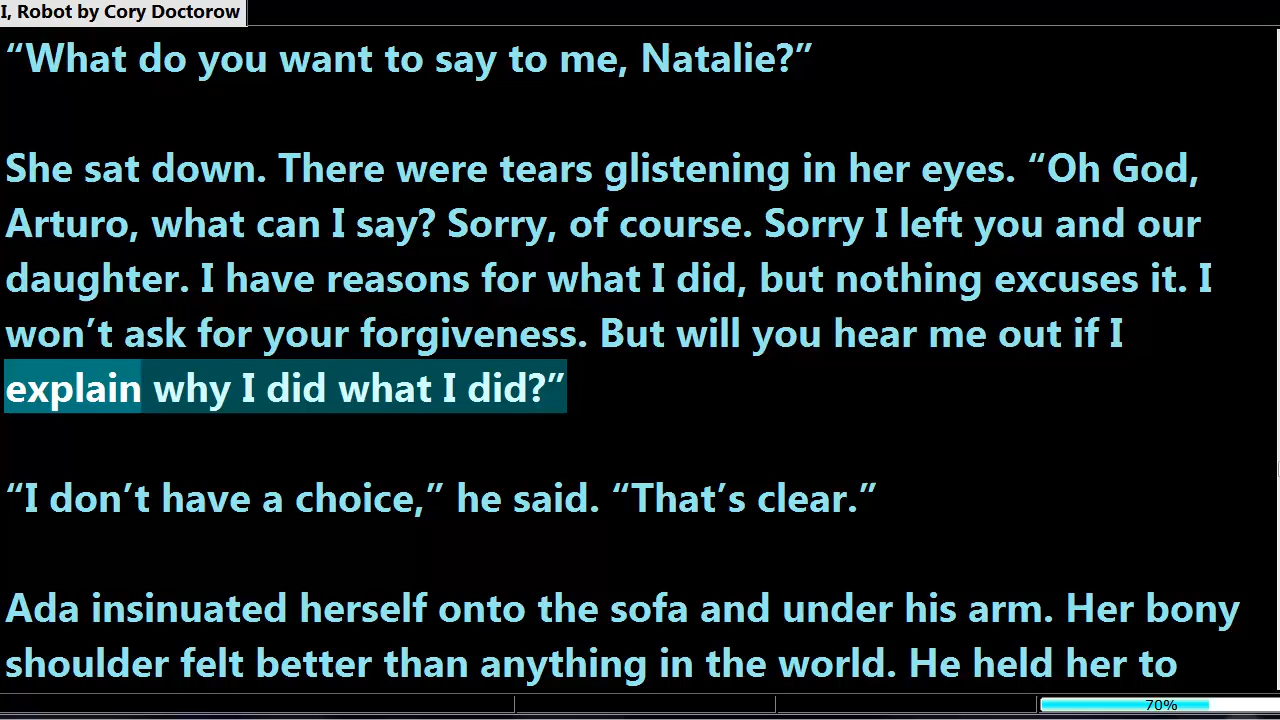 I, Robot by Cory Doctorow
“What do you want to say to me, Natalie?”
She sat down. There were tears glistening in her eyes. “Oh God,
Arturo, what can I say? Sorry, of course. Sorry I left you and our
daughter. I have reasons for what I did, but nothing excuses it. I
won’t ask for your forgiveness. But will you hear me out if I
explain why I did what I did?”
“I don’t have a choice,” he said. “That’s clear.”
Ada insinuated herself onto the sofa and under his arm. Her bony
shoulder felt better than anything in the world. He held her to
70%